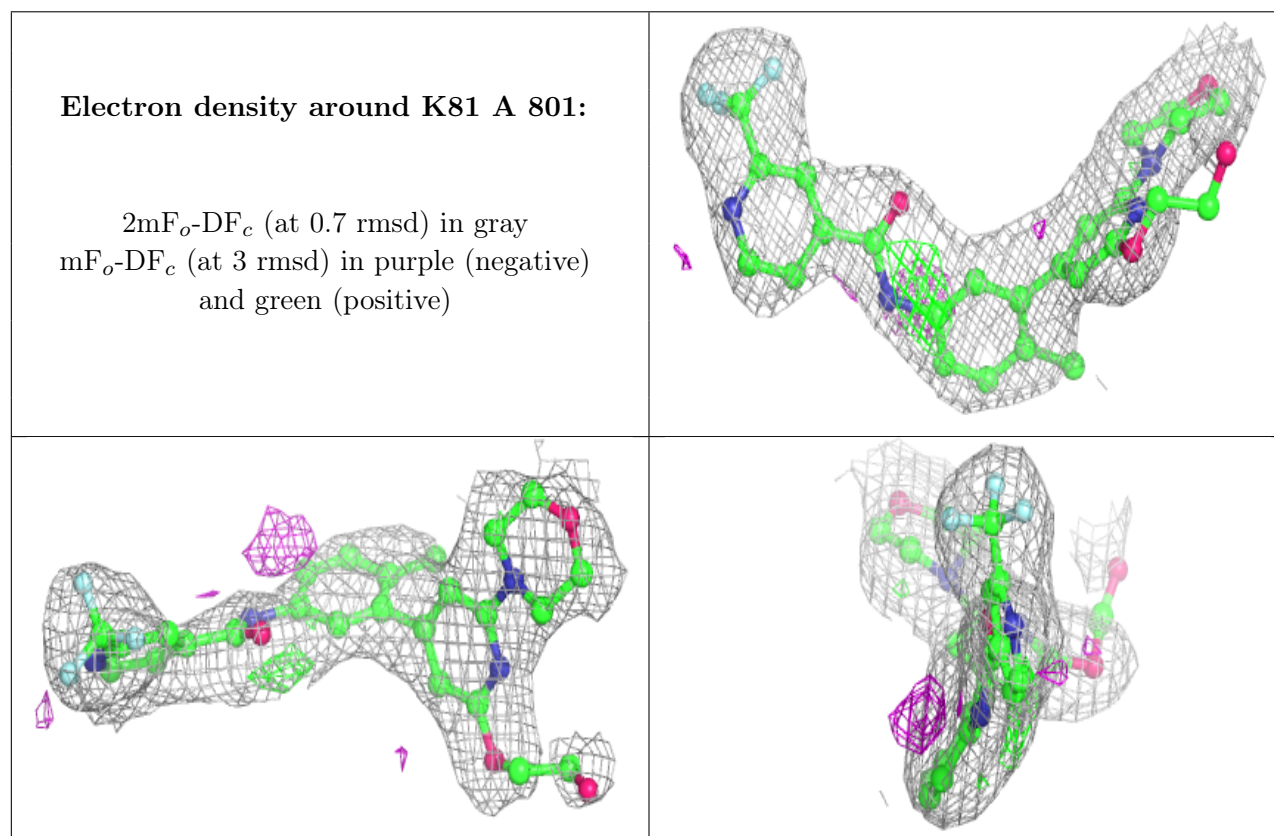 Electron density around K81 A 801:
2mFₒ-DF𝒸 (at 0.7 rmsd) in gray
mFₒ-DF𝒸 (at 3 rmsd) in purple (negative)
and green (positive)